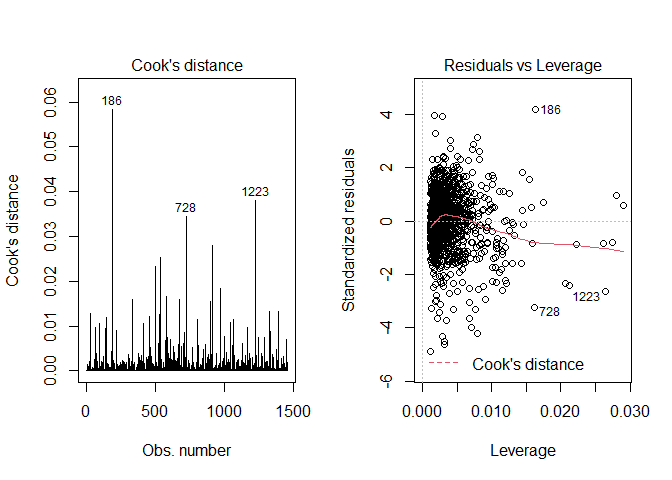 Cook's distance
Cook's distance
0.00 0.01 0.02 0.03 0.04 0.05 0.06
186
728
1223
0 500 1000 1500
Obs. number
Residuals vs Leverage
Standardized residuals
-6 -4 -2 0 2 4
186
1223
728
Cook's distance
0.000 0.010 0.020 0.030
Leverage